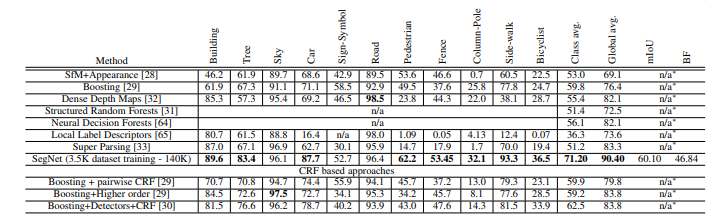 Method Building Tree Sky Car Sign-Symbol Road Pedestrian Fence Column-Pole Side-walk Bicyclist Class avg. Global avg. mIoU BF
SfM+Appearance [28] 46.2 61.9 89.7 68.6 42.9 89.5 53.6 46.6 0.7 60.5 22.5 53.0 69.1 n/a*
Boosting [29] 61.9 67.3 91.1 71.1 58.5 92.9 49.5 37.6 25.8 77.8 24.7 59.8 76.4 n/a*
Dense Depth Maps [32] 85.3 57.3 95.4 69.2 46.5 98.5 23.8 44.3 22.0 38.1 28.7 55.4 82.1 n/a*
Structured Random Forests [31] n/a 51.4 72.5 n/a*
Neural Decision Forests [64] n/a 56.1 82.1 n/a*
Local Label Descriptors [65] 80.7 61.5 88.8 16.4 n/a 98.0 1.09 0.05 4.13 12.4 0.07 36.3 73.6 n/a*
Super Parsing [33] 87.0 67.1 96.9 62.7 30.1 95.9 14.7 17.9 1.7 70.0 19.4 51.2 83.3 n/a*
SegNet (3.5K dataset training - 140K) 89.6 83.4 96.1 87.7 52.7 96.4 62.2 53.45 32.1 93.3 36.5 71.20 90.40 60.10 46.84
CRF based approaches
Boosting + pairwise CRF [29] 70.7 70.8 94.7 74.4 55.9 94.1 45.7 37.2 13.0 79.3 23.1 59.9 79.8 n/a*
Boosting+Higher order [29] 84.5 72.6 97.5 72.7 34.1 95.3 34.2 45.7 8.1 77.6 28.5 59.2 83.8 n/a*
Boosting+Detectors+CRF [30] 81.5 76.6 96.2 78.7 40.2 93.9 43.0 47.6 14.3 81.5 33.9 62.5 83.8 n/a*